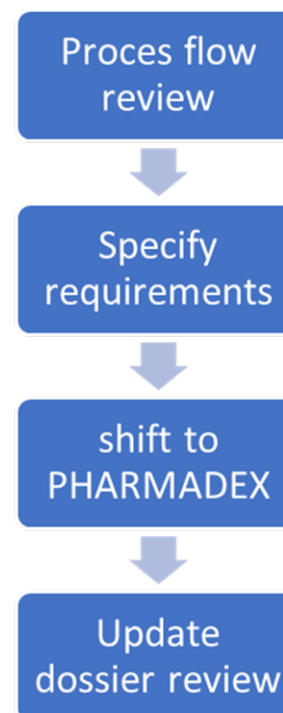 Proces flow
review
Specify
requirements
shift to
PHARMADEX
Update
dossier review